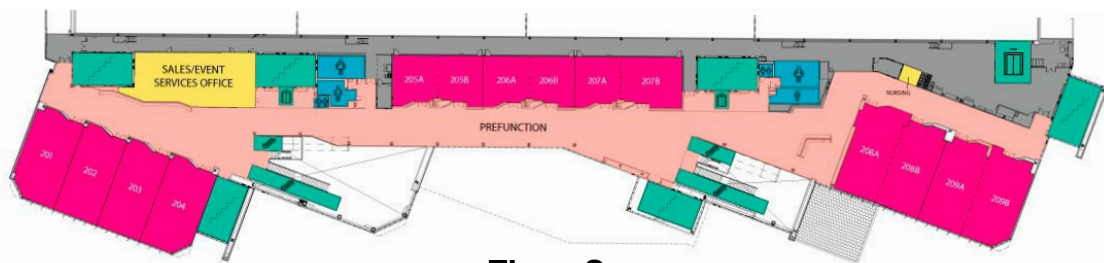 SALES/EVENT
SERVICES OFFICE
205A
205B
206A
206B
207A
207B
NURSING
PREFUNCTION
201
202
203
204
208A
208B
209A
209B